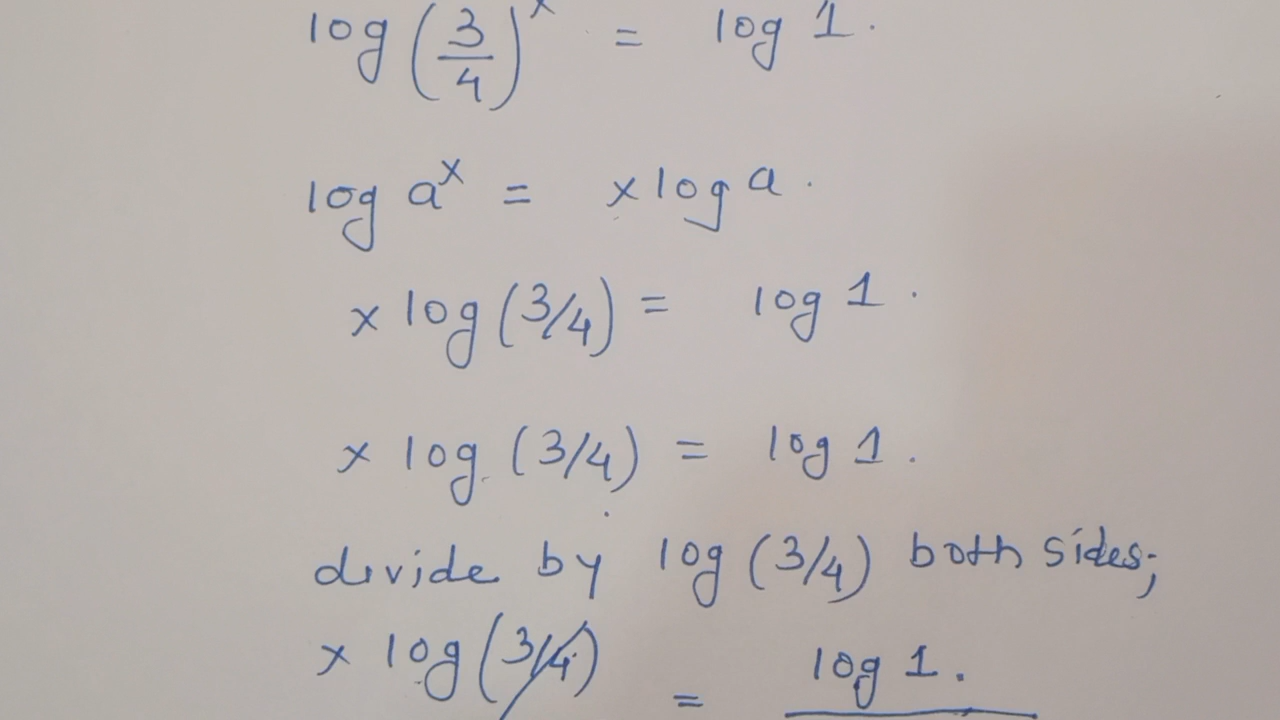 log (3/4)^x = log 1.
log a^x = x log a.
x log (3/4) = log 1.
x log (3/4) = log 1.
divide by log (3/4) both sides;
x log (3/4) = log 1.